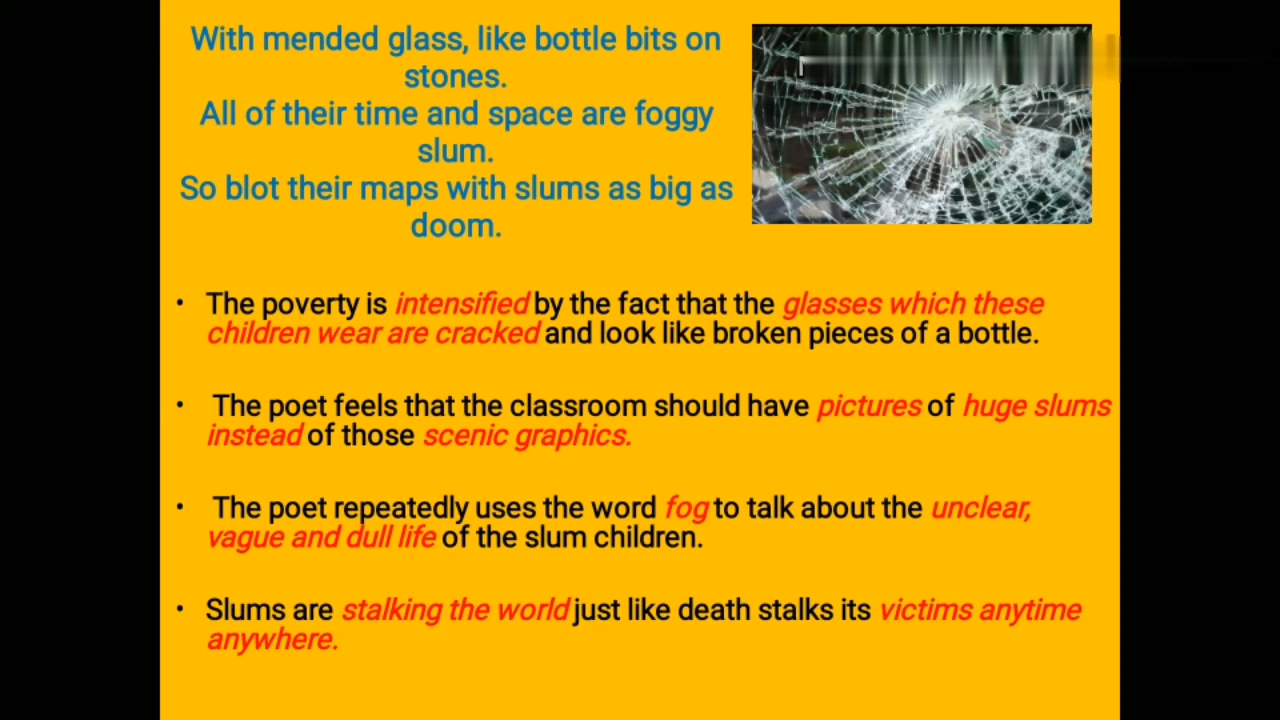 With mended glass, like bottle bits on
stones.
All of their time and space are foggy
slum.
So blot their maps with slums as big as
doom.
• The poverty is intensified by the fact that the glasses which these
children wear are cracked and look like broken pieces of a bottle.
• The poet feels that the classroom should have pictures of huge slums
instead of those scenic graphics.
• The poet repeatedly uses the word fog to talk about the unclear,
vague and dull life of the slum children.
• Slums are stalking the world just like death stalks its victims anytime
anywhere.